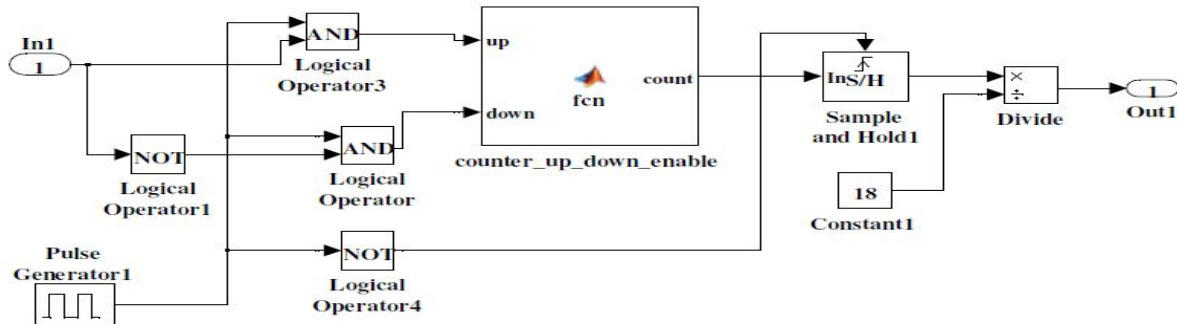 In1
1
AND
Logical
Operator3
up
down
fcn
count
counter_up_down_enable
NOT
Logical
Operator1
AND
Logical
Operator
NOT
Logical
Operator4
Pulse
Generator1
In S/H
Sample
and Hold1
×
÷
Divide
1
Out1
18
Constant1